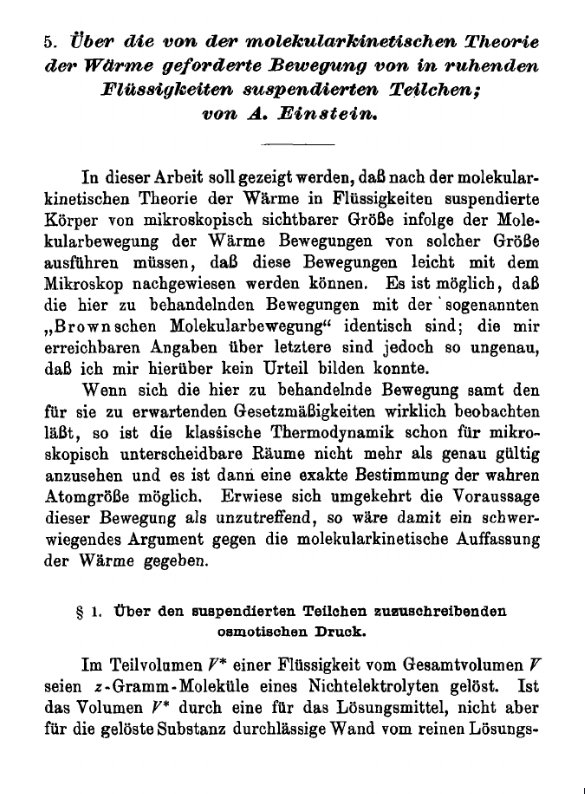 5. Über die von der molekularkinetischen Theorie
der Wärme geforderte Bewegung von in ruhenden
Flüssigkeiten suspendierten Teilchen;
von A. Einstein.
In dieser Arbeit soll gezeigt werden, daß nach der molekular-
kinetischen Theorie der Wärme in Flüssigkeiten suspendierte
Körper von mikroskopisch sichtbarer Größe infolge der Mole-
kularbewegung der Wärme Bewegungen von solcher Größe
ausführen müssen, daß diese Bewegungen leicht mit dem
Mikroskop nachgewiesen werden können. Es ist möglich, daß
die hier zu behandelnden Bewegungen mit der sogenannten
„Brownschen Molekularbewegung“ identisch sind; die mir
erreichbaren Angaben über letztere sind jedoch so ungenau,
daß ich mir hierüber kein Urteil bilden konnte.
Wenn sich die hier zu behandelnde Bewegung samt den
für sie zu erwartenden Gesetzmäßigkeiten wirklich beobachten
läßt, so ist die klassische Thermodynamik schon für mikro-
skopisch unterscheidbare Räume nicht mehr als genau gültig
anzusehen und es ist dann eine exakte Bestimmung der wahren
Atomgröße möglich. Erwiese sich umgekehrt die Voraussage
dieser Bewegung als unzutreffend, so wäre damit ein schwer-
wiegendes Argument gegen die molekularkinetische Auffassung
der Wärme gegeben.
§ 1. Über den suspendierten Teilchen zuzuschreibenden
osmotischen Druck.
Im Teilvolumen V* einer Flüssigkeit vom Gesamtvolumen V
seien z-Gramm-Moleküle eines Nichtelektrolyten gelöst. Ist
das Volumen V* durch eine für das Lösungsmittel, nicht aber
für die gelöste Substanz durchlässige Wand vom reinen Lösungs-